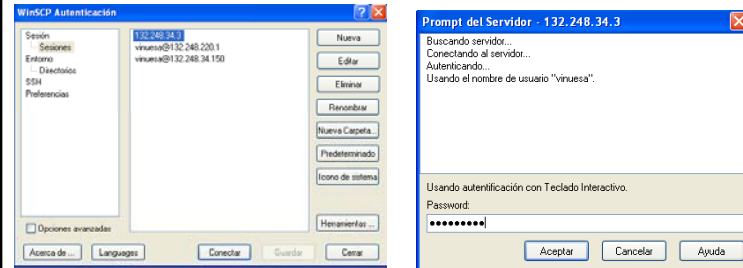 WinSCP Autenticación
Sesión
Sesiones
Entorno
Directorios
SSH
Preferencias
132.248.34.3
vinuesa@132.248.220.1
vinuesa@132.248.34.150
Nueva
Editar
Eliminar
Renombrar
Nueva Carpeta...
Predeterminado
Icono de sistema
Herramientas ...
Opciones avanzadas
Acerca de ...
Languages
Conectar
Guardar
Cerrar
Prompt del Servidor - 132.248.34.3
Buscando servidor...
Conectando al servidor...
Autenticando...
Usando el nombre de usuario "vinuesa".
Usando autentificación con Teclado Interactivo.
Password:
●●●●●●●●●
Aceptar
Cancelar
Ayuda